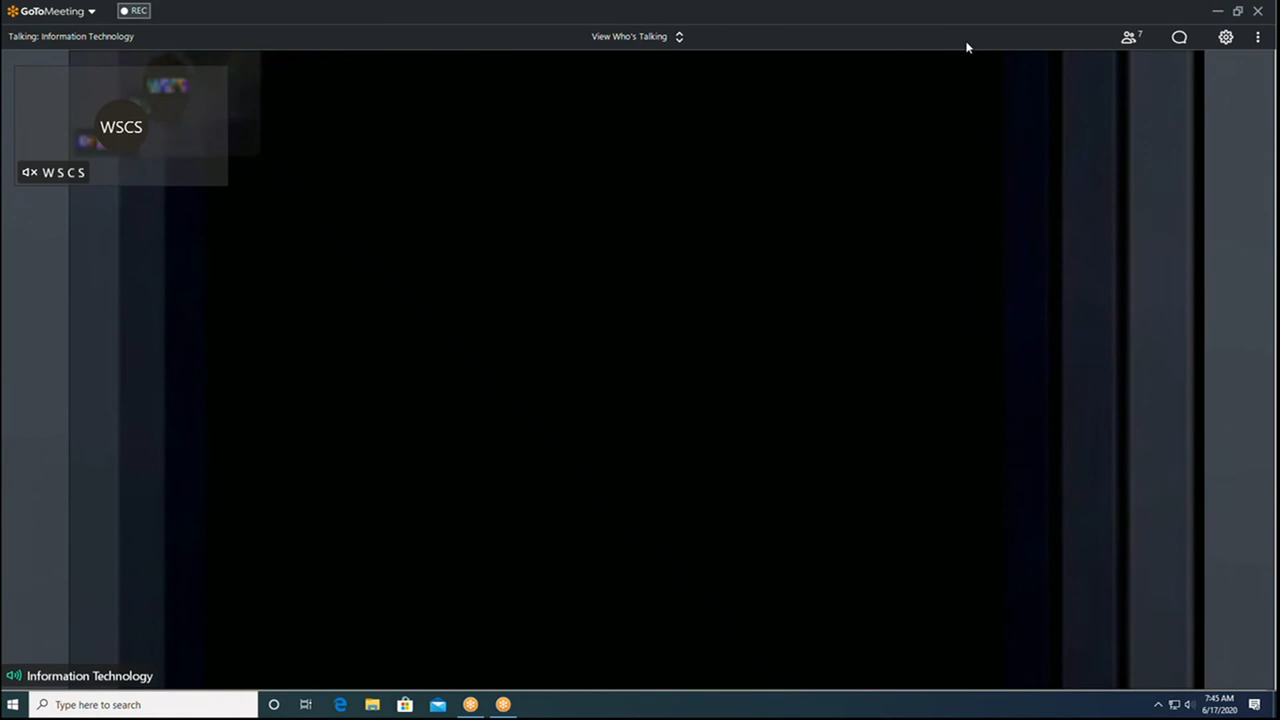 GoToMeeting
REC
Talking: Information Technology
View Who's Talking
7
WSCS
W S C S
Information Technology
Type here to search
7:45 AM
6/17/2020